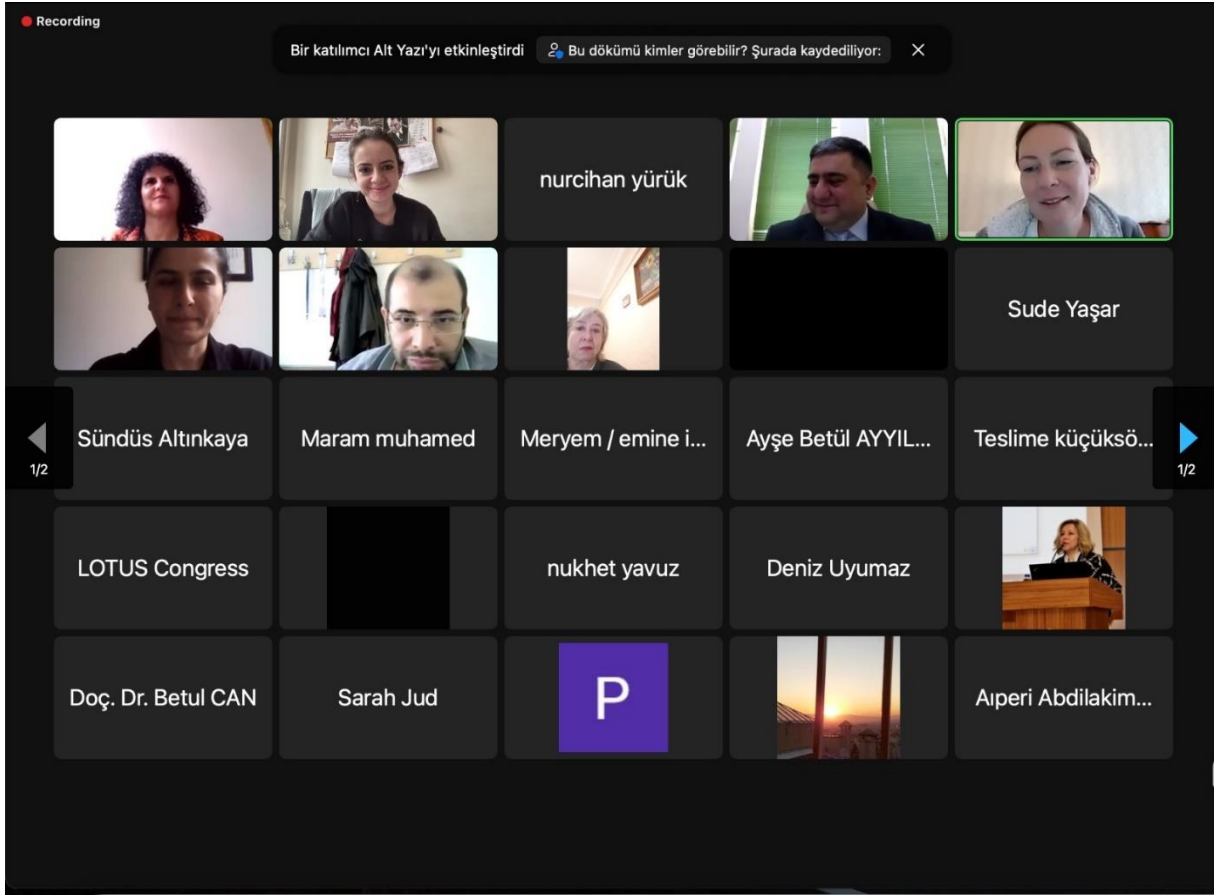 Recording
Bir katılımcı Alt Yazı'yı etkinleştirdi Bu dökümü kimler görebilir? Şurada kaydediliyor:
nurcihan yürük
Sude Yaşar
Sündüs Altınkaya
Maram muhamed
Meryem / emine i...
Ayşe Betül AYYIL...
Teslime küçüksö...
1/2
1/2
LOTUS Congress
nukhet yavuz
Deniz Uyumaz
Doç. Dr. Betul CAN
Sarah Jud
P
Aıperi Abdilakim...